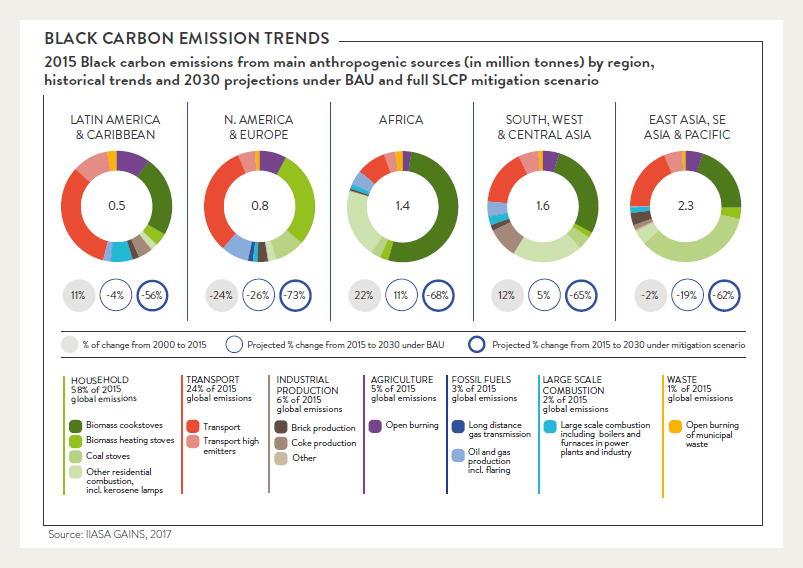 BLACK CARBON EMISSION TRENDS
2015 Black carbon emissions from main anthropogenic sources (in million tonnes) by region,
historical trends and 2030 projections under BAU and full SLCP mitigation scenario
LATIN AMERICA
& CARIBBEAN
N. AMERICA
& EUROPE
AFRICA
SOUTH, WEST
& CENTRAL ASIA
EAST ASIA, SE
ASIA & PACIFIC
0.5
0.8
1.4
1.6
2.3
11%
-4%
-56%
-24%
-26%
-73%
22%
11%
-68%
12%
5%
-65%
-2%
-19%
-62%
% of change from 2000 to 2015
Projected % change from 2015 to 2030 under BAU
Projected % change from 2015 to 2030 under mitigation scenario
HOUSEHOLD
58% of 2015
global emissions
Biomass cookstoves
Biomass heating stoves
Coal stoves
Other residential
combustion,
incl. kerosene lamps
TRANSPORT
24% of 2015
global emissions
Transport
Transport high
emitters
INDUSTRIAL
PRODUCTION
6% of 2015
global emissions
Brick production
Coke production
Other
AGRICULTURE
5% of 2015
global emissions
Open burning
FOSSIL FUELS
3% of 2015
global emissions
Long distance
gas transmission
Oil and gas
production
incl. flaring
LARGE SCALE
COMBUSTION
2% of 2015
global emissions
Large scale combustion
including boilers and
furnaces in power
plants and industry
WASTE
1% of 2015
global emissions
Open burning
of municipal
waste
Source: IIASA GAINS, 2017